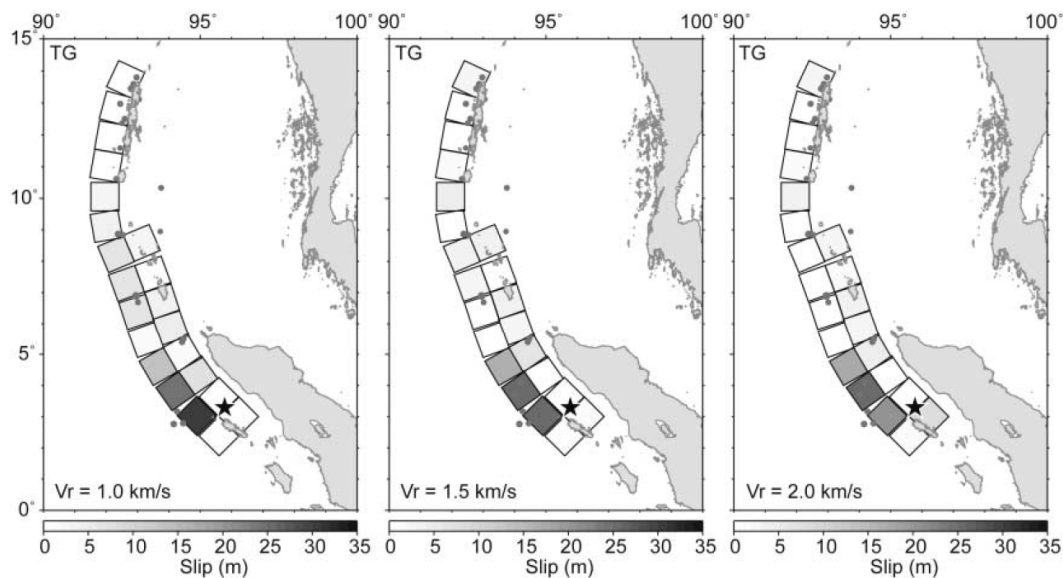 90° 95° 100° 90° 95° 100° 90° 95° 100°
15° TG TG TG
10°
5°
0° Vr = 1.0 km/s Vr = 1.5 km/s Vr = 2.0 km/s
0 5 10 15 20 25 30 35 0 5 10 15 20 25 30 35 0 5 10 15 20 25 30 35
Slip (m) Slip (m) Slip (m)